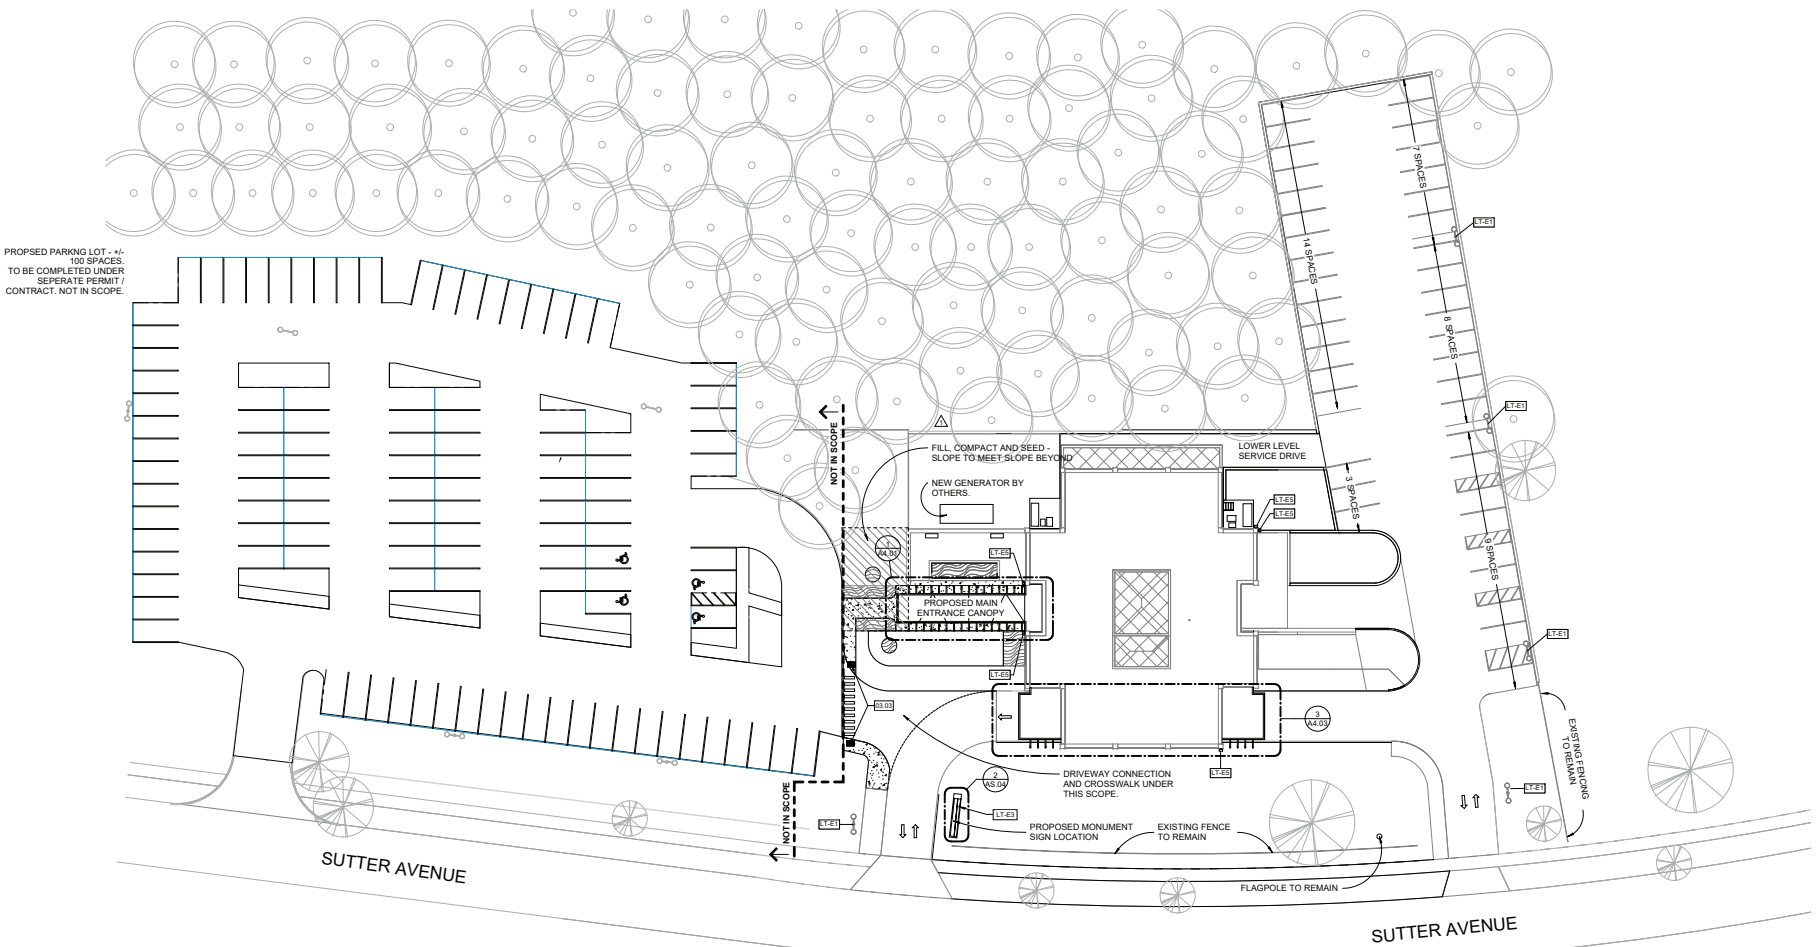 PROPSED PARKNG LOT - +/-
100 SPACES.
TO BE COMPLETED UNDER
SEPERATE PERMIT /
CONTRACT. NOT IN SCOPE.
7 SPACES
14 SPACES
LT-E1
8 SPACES
LT-E1
NOT IN SCOPE
1
FILL, COMPACT AND SEED -
SLOPE TO MEET SLOPE BEYOND
LOWER LEVEL
SERVICE DRIVE
NEW GENERATOR BY
OTHERS.
3 SPACES
LT-E5
LT-E5
9 SPACES
1
A4.01
LT-E5
PROPOSED MAIN
ENTRANCE CANOPY
LT-E1
LT-E5
03.03
3
A4.03
EXISTING FENCING
TO REMAIN
DRIVEWAY CONNECTION
AND CROSSWALK UNDER
THIS SCOPE.
LT-E5
2
AS.04
LT-E1
NOT IN SCOPE
LT-E3
LT-E1
PROPOSED MONUMENT
SIGN LOCATION
EXISTING FENCE
TO REMAIN
FLAGPOLE TO REMAIN
SUTTER AVENUE
SUTTER AVENUE